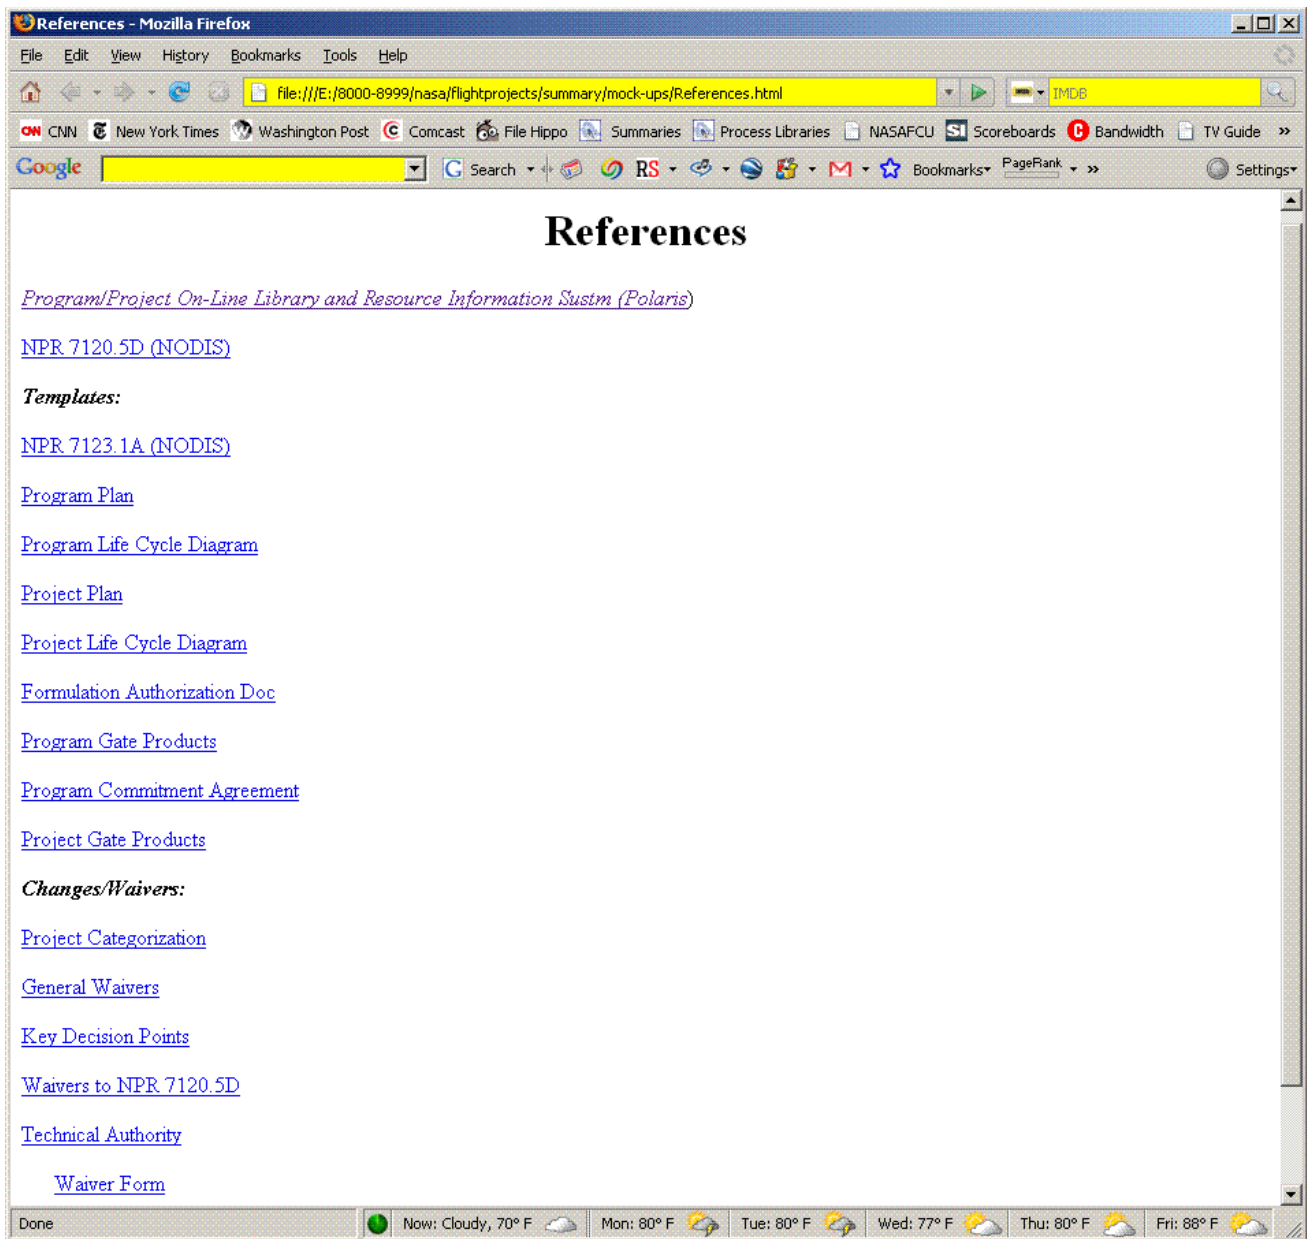 References - Mozilla Firefox
File Edit View History Bookmarks Tools Help
file:///E:/8000-8999/nasa/flightprojects/summary/mock-ups/References.html IMDB
CNN New York Times Washington Post Comcast File Hippo Summaries Process Libraries NASAFCU SI Scoreboards Bandwidth TV Guide »
Google Search RS Bookmarks PageRank » Settings
References
Program/Project On-Line Library and Resource Information Sustm (Polaris)
NPR 7120.5D (NODIS)
Templates:
NPR 7123.1A (NODIS)
Program Plan
Program Life Cycle Diagram
Project Plan
Project Life Cycle Diagram
Formulation Authorization Doc
Program Gate Products
Program Commitment Agreement
Project Gate Products
Changes/Waivers:
Project Categorization
General Waivers
Key Decision Points
Waivers to NPR 7120.5D
Technical Authority
Waiver Form
Done Now: Cloudy, 70° F Mon: 80° F Tue: 80° F Wed: 77° F Thu: 80° F Fri: 88° F